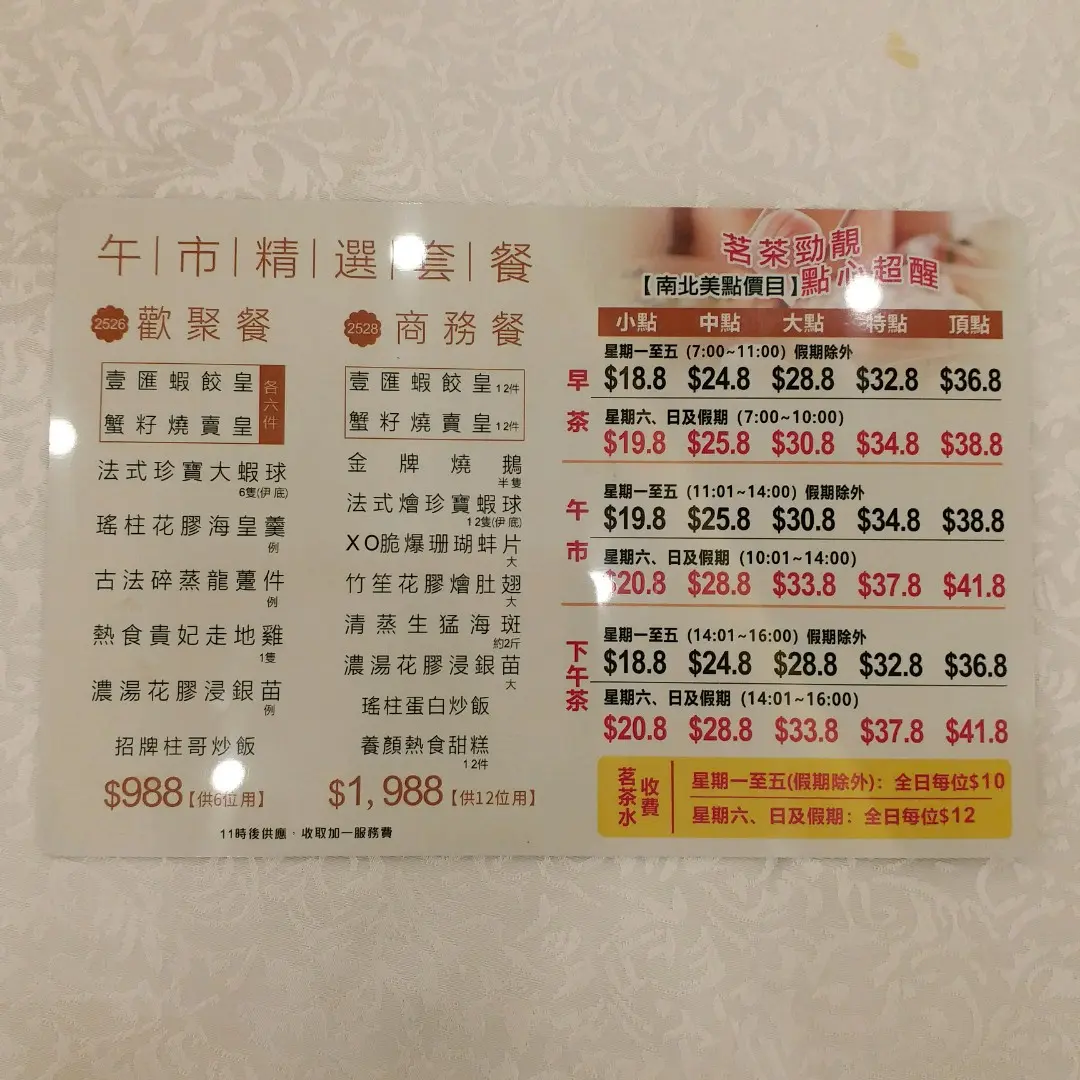 午|市|精|選|套|餐
2526 歡聚餐
壹匯蝦餃皇
蟹籽燒賣皇
各六件
法式珍寶大蝦球
6隻(伊底)
瑤柱花膠海皇羹
例
古法碎蒸龍躉件
例
熱食貴妃走地雞
1隻
濃湯花膠浸銀苗
例
招牌柱哥炒飯
$988【供6位用】
2528 商務餐
壹匯蝦餃皇 12件
蟹籽燒賣皇 12件
金牌燒鵝
半隻
法式燴珍寶蝦球
12隻(伊底)
XO脆爆珊瑚蚌片
大
竹笙花膠燴肚翅
大
清蒸生猛海斑
約2斤
濃湯花膠浸銀苗
大
瑤柱蛋白炒飯
養顏熱食甜糕
12件
$1,988【供12位用】
11時後供應，收取加一服務費
茗茶勁靚
點心超醒
【南北美點價目】
小點 中點 大點 特點 頂點
早茶
星期一至五 (7:00~11:00) 假期除外
$18.8 $24.8 $28.8 $32.8 $36.8
星期六、日及假期 (7:00~10:00)
$19.8 $25.8 $30.8 $34.8 $38.8
午市
星期一至五 (11:01~14:00) 假期除外
$19.8 $25.8 $30.8 $34.8 $38.8
星期六、日及假期 (10:01~14:00)
$20.8 $28.8 $33.8 $37.8 $41.8
下午茶
星期一至五 (14:01~16:00) 假期除外
$18.8 $24.8 $28.8 $32.8 $36.8
星期六、日及假期 (14:01~16:00)
$20.8 $28.8 $33.8 $37.8 $41.8
茗茶水收費
星期一至五(假期除外)：全日每位$10
星期六、日及假期：全日每位$12